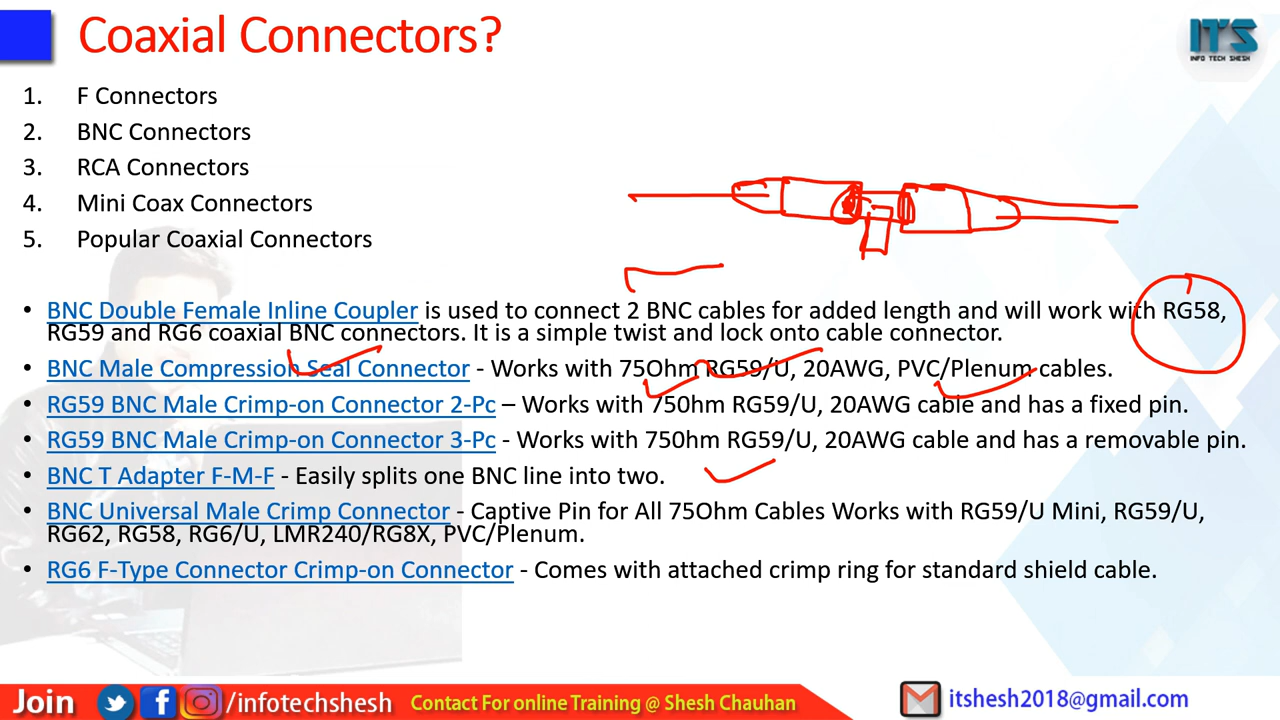 Coaxial Connectors?
ITS
INFO TECH SHESH
1. F Connectors
2. BNC Connectors
3. RCA Connectors
4. Mini Coax Connectors
5. Popular Coaxial Connectors
• BNC Double Female Inline Coupler is used to connect 2 BNC cables for added length and will work with RG58,
RG59 and RG6 coaxial BNC connectors. It is a simple twist and lock onto cable connector.
• BNC Male Compression Seal Connector - Works with 75Ohm RG59/U, 20AWG, PVC/Plenum cables.
• RG59 BNC Male Crimp-on Connector 2-Pc – Works with 750hm RG59/U, 20AWG cable and has a fixed pin.
• RG59 BNC Male Crimp-on Connector 3-Pc - Works with 750hm RG59/U, 20AWG cable and has a removable pin.
• BNC T Adapter F-M-F - Easily splits one BNC line into two.
• BNC Universal Male Crimp Connector - Captive Pin for All 75Ohm Cables Works with RG59/U Mini, RG59/U,
RG62, RG58, RG6/U, LMR240/RG8X, PVC/Plenum.
• RG6 F-Type Connector Crimp-on Connector - Comes with attached crimp ring for standard shield cable.
Join /infotechshesh Contact For online Training @ Shesh Chauhan itshesh2018@gmail.com